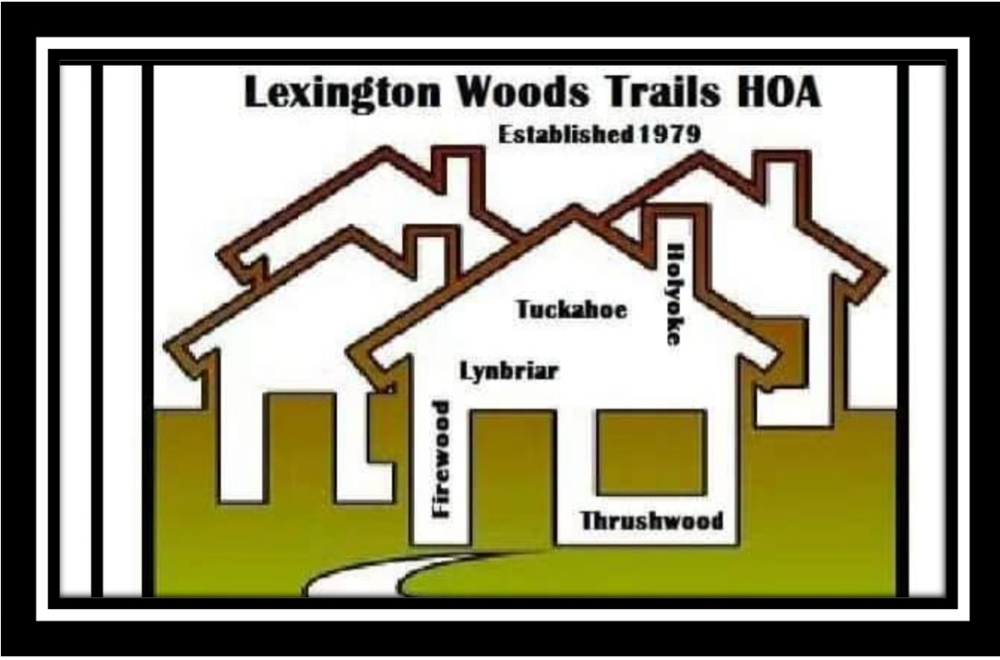 Lexington Woods Trails HOA
Established 1979
Holyoke
Tuckahoe
Lynbriar
Firewood
Thrushwood